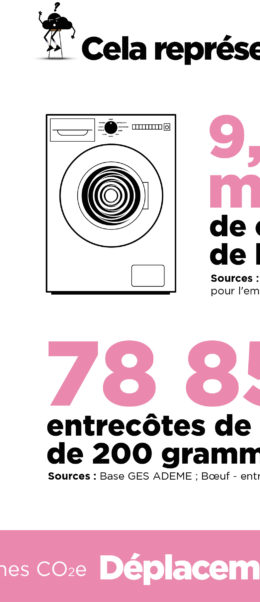 Cela représe
9,
m
de
de
Sources :
pour l'em
78 85
entrecôtes de
de 200 gramm
Sources : Base GES ADEME ; Bœuf - entr
nes CO2e Déplacem